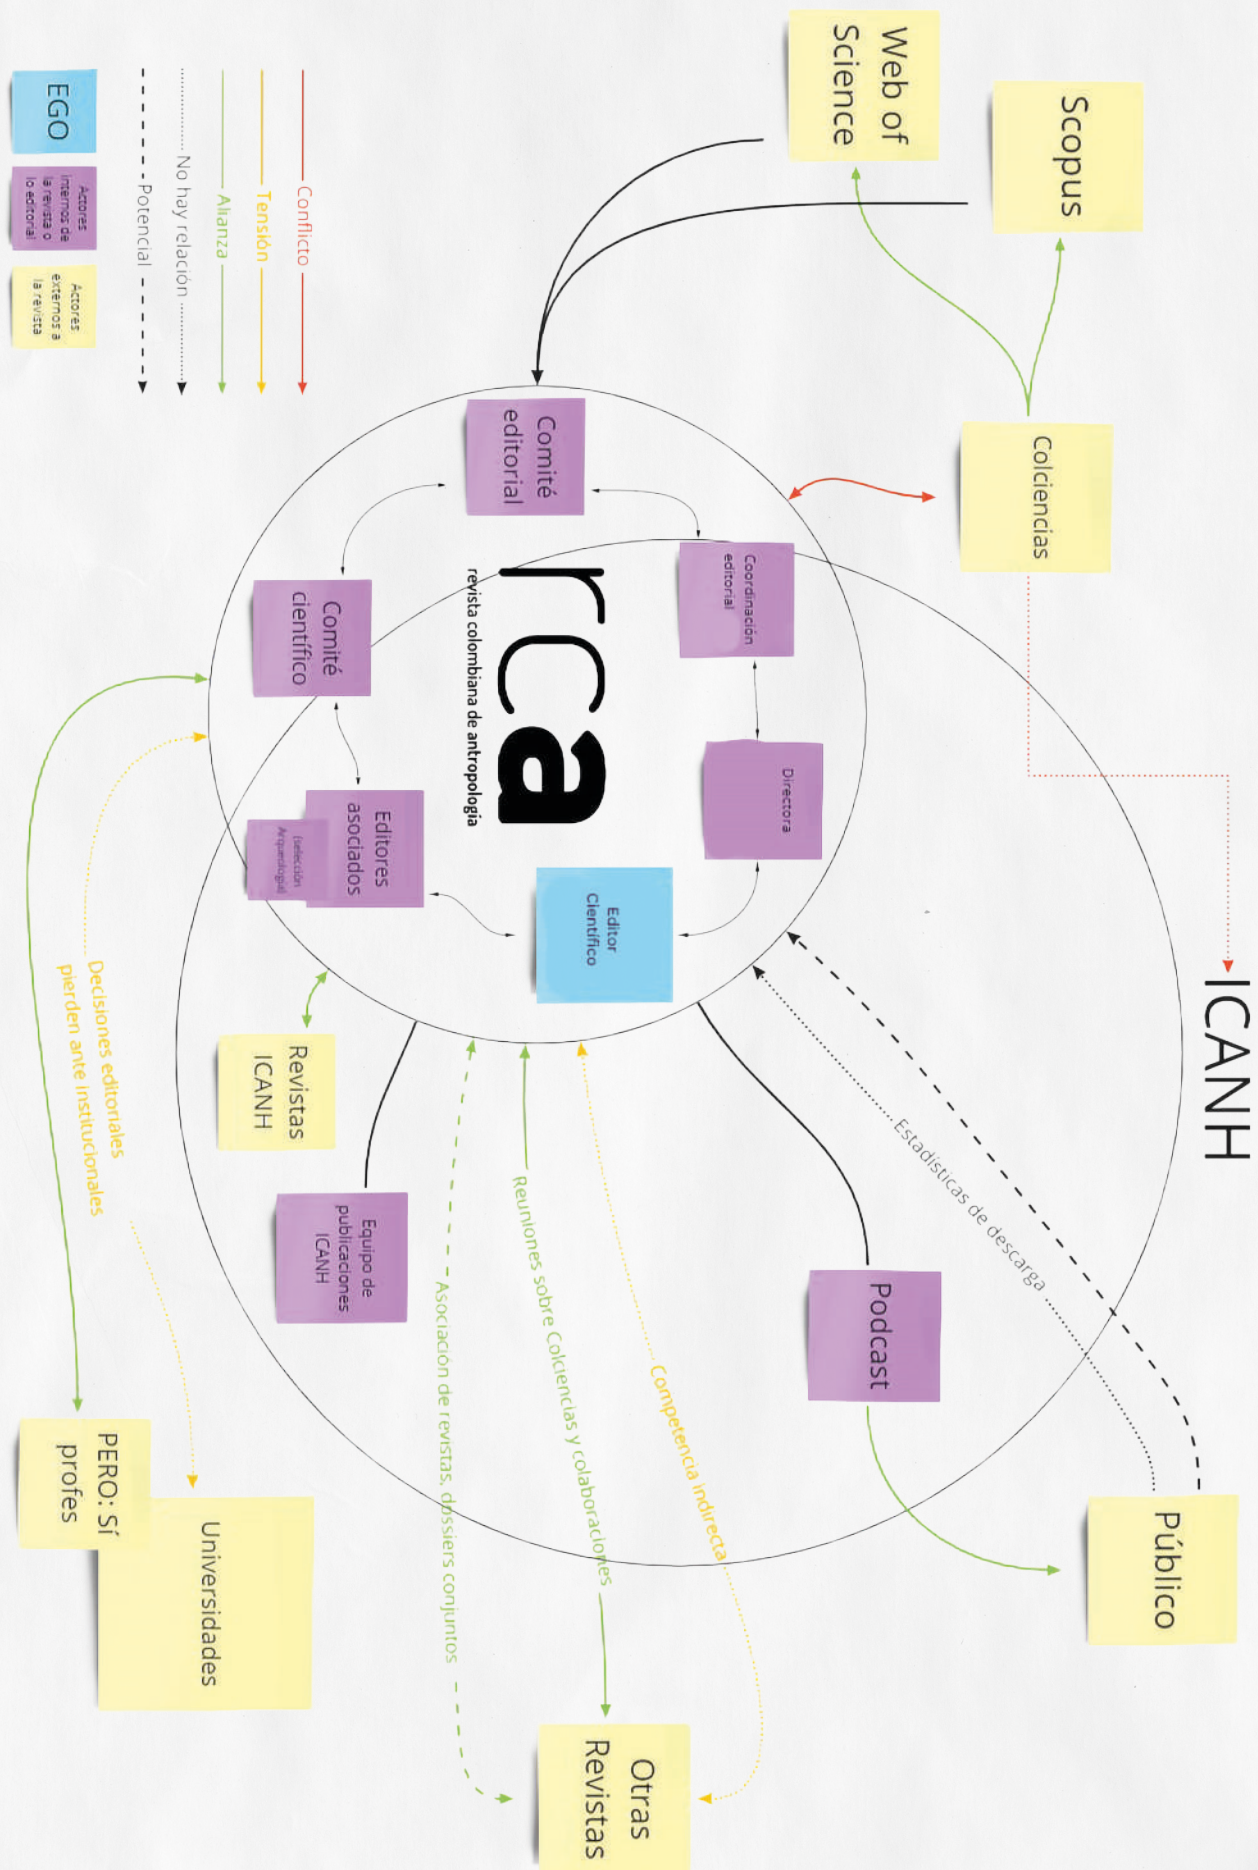 ICANH
Scopus
Web of
Science
Colciencias
Comité
editorial
Coordinación
editorial
Directora
Editor
Científico
Editores
asociados
(selección
Arqueología)
Comité
científico
rca
revista colombiana de antropologia
Público
Podcast
Estadísticas de descarga
Competencia indirecta
Reuniones sobre Colciencias y colaboraciones
Asociación de revistas, dossiers conjuntos
Otras
Revistas
Revistas
ICANH
Equipo de
publicaciones
ICANH
Decisiones editoriales
pierden ante institucionales
Universidades
PERO: Sí
profes
Conflicto
Tensión
Alianza
No hay relación
Potencial
EGO
Actores
internos de
la revista o
lo editorial
Actores
externos a
la revista